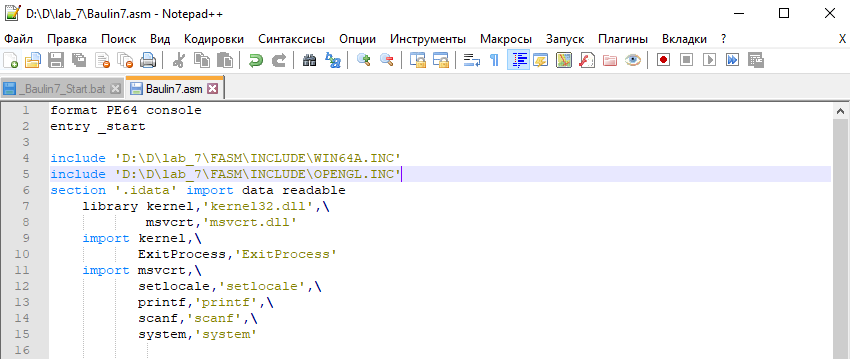 D:\D\lab_7\Baulin7.asm - Notepad++
Файл Правка Поиск Вид Кодировки Синтаксисы Опции Инструменты Макросы Запуск Плагины Вкладки ? X
_Baulin7_Start.bat Baulin7.asm
1 format PE64 console
2 entry _start
3
4 include 'D:\D\lab_7\FASM\INCLUDE\WIN64A.INC'
5 include 'D:\D\lab_7\FASM\INCLUDE\OPENGL.INC'
6 section '.idata' import data readable
7 library kernel,'kernel32.dll',\
8 msvcrt,'msvcrt.dll'
9 import kernel,\
10 ExitProcess,'ExitProcess'
11 import msvcrt,\
12 setlocale,'setlocale',\
13 printf,'printf',\
14 scanf,'scanf',\
15 system,'system'
16